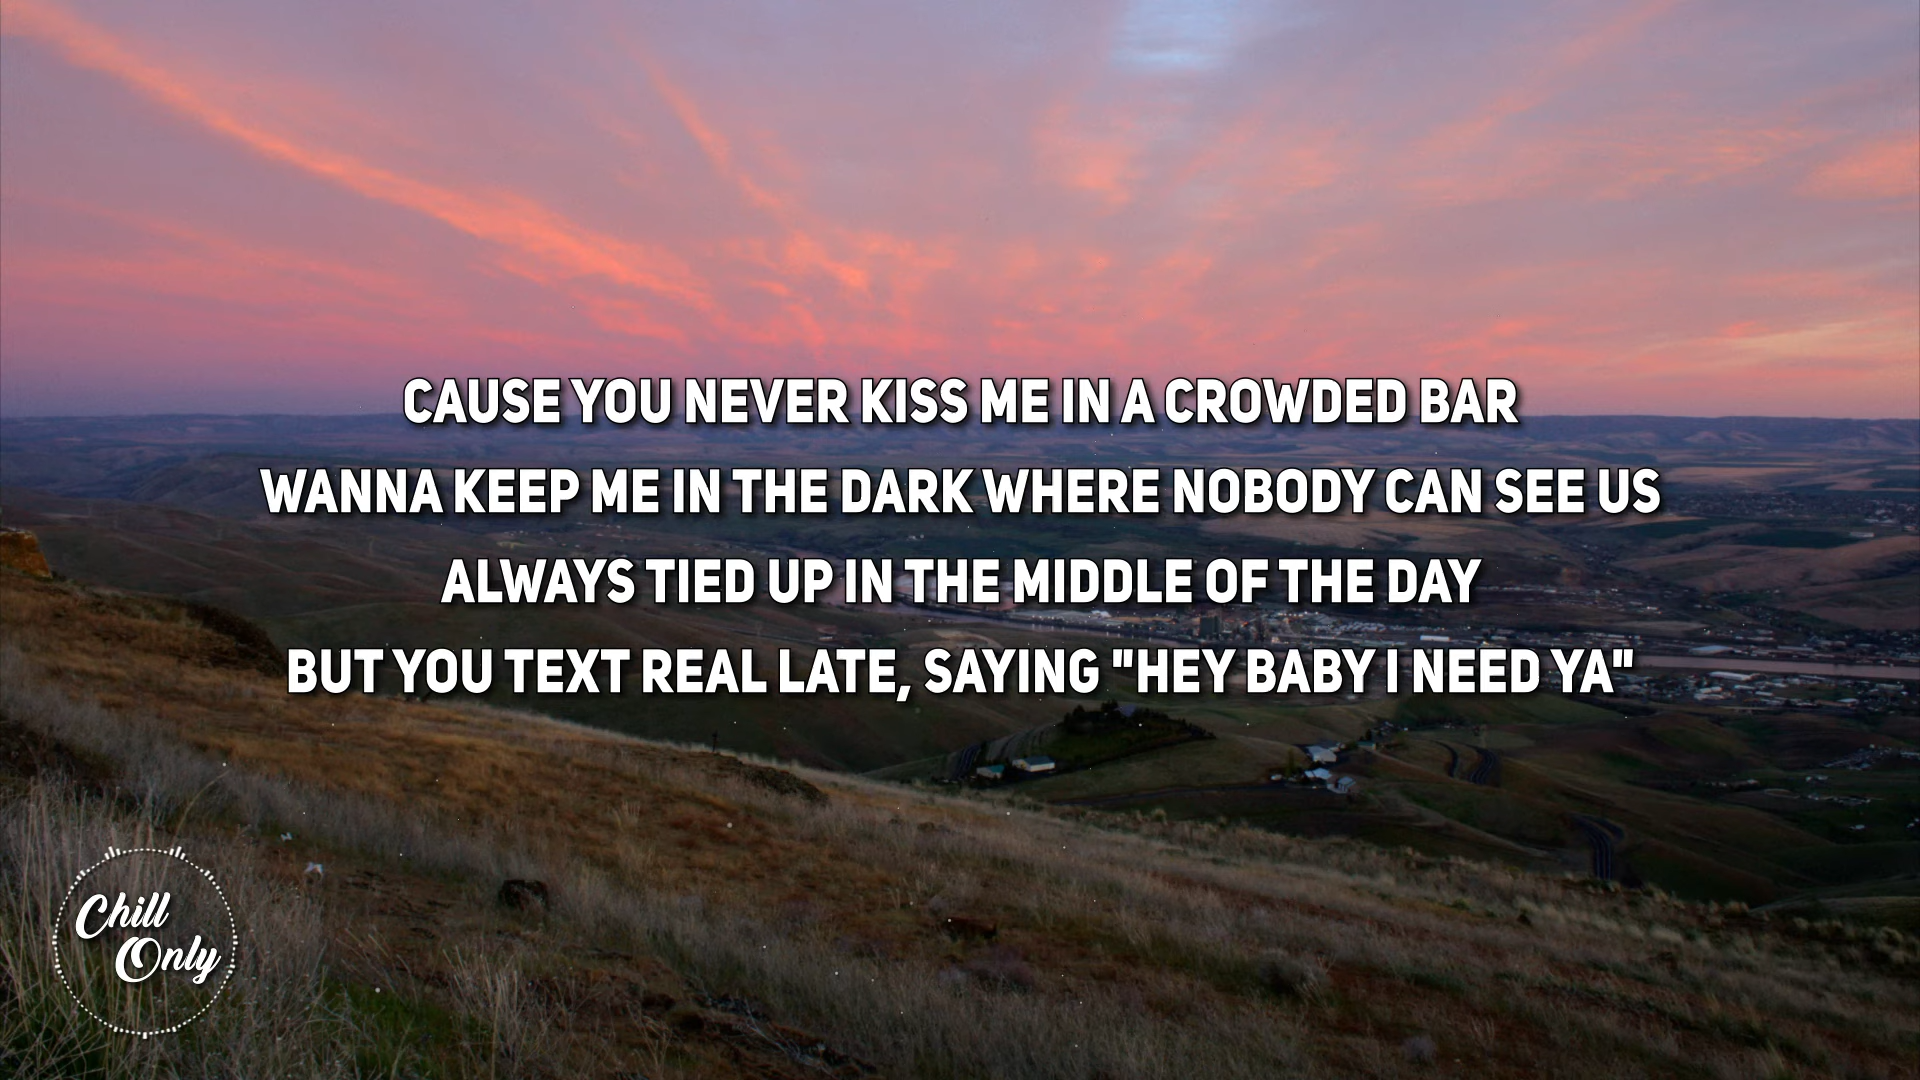 CAUSE YOU NEVER KISS ME IN A CROWDED BAR
WANNA KEEP ME IN THE DARK WHERE NOBODY CAN SEE US
ALWAYS TIED UP IN THE MIDDLE OF THE DAY
BUT YOU TEXT REAL LATE, SAYING "HEY BABY I NEED YA"
Chill
Only